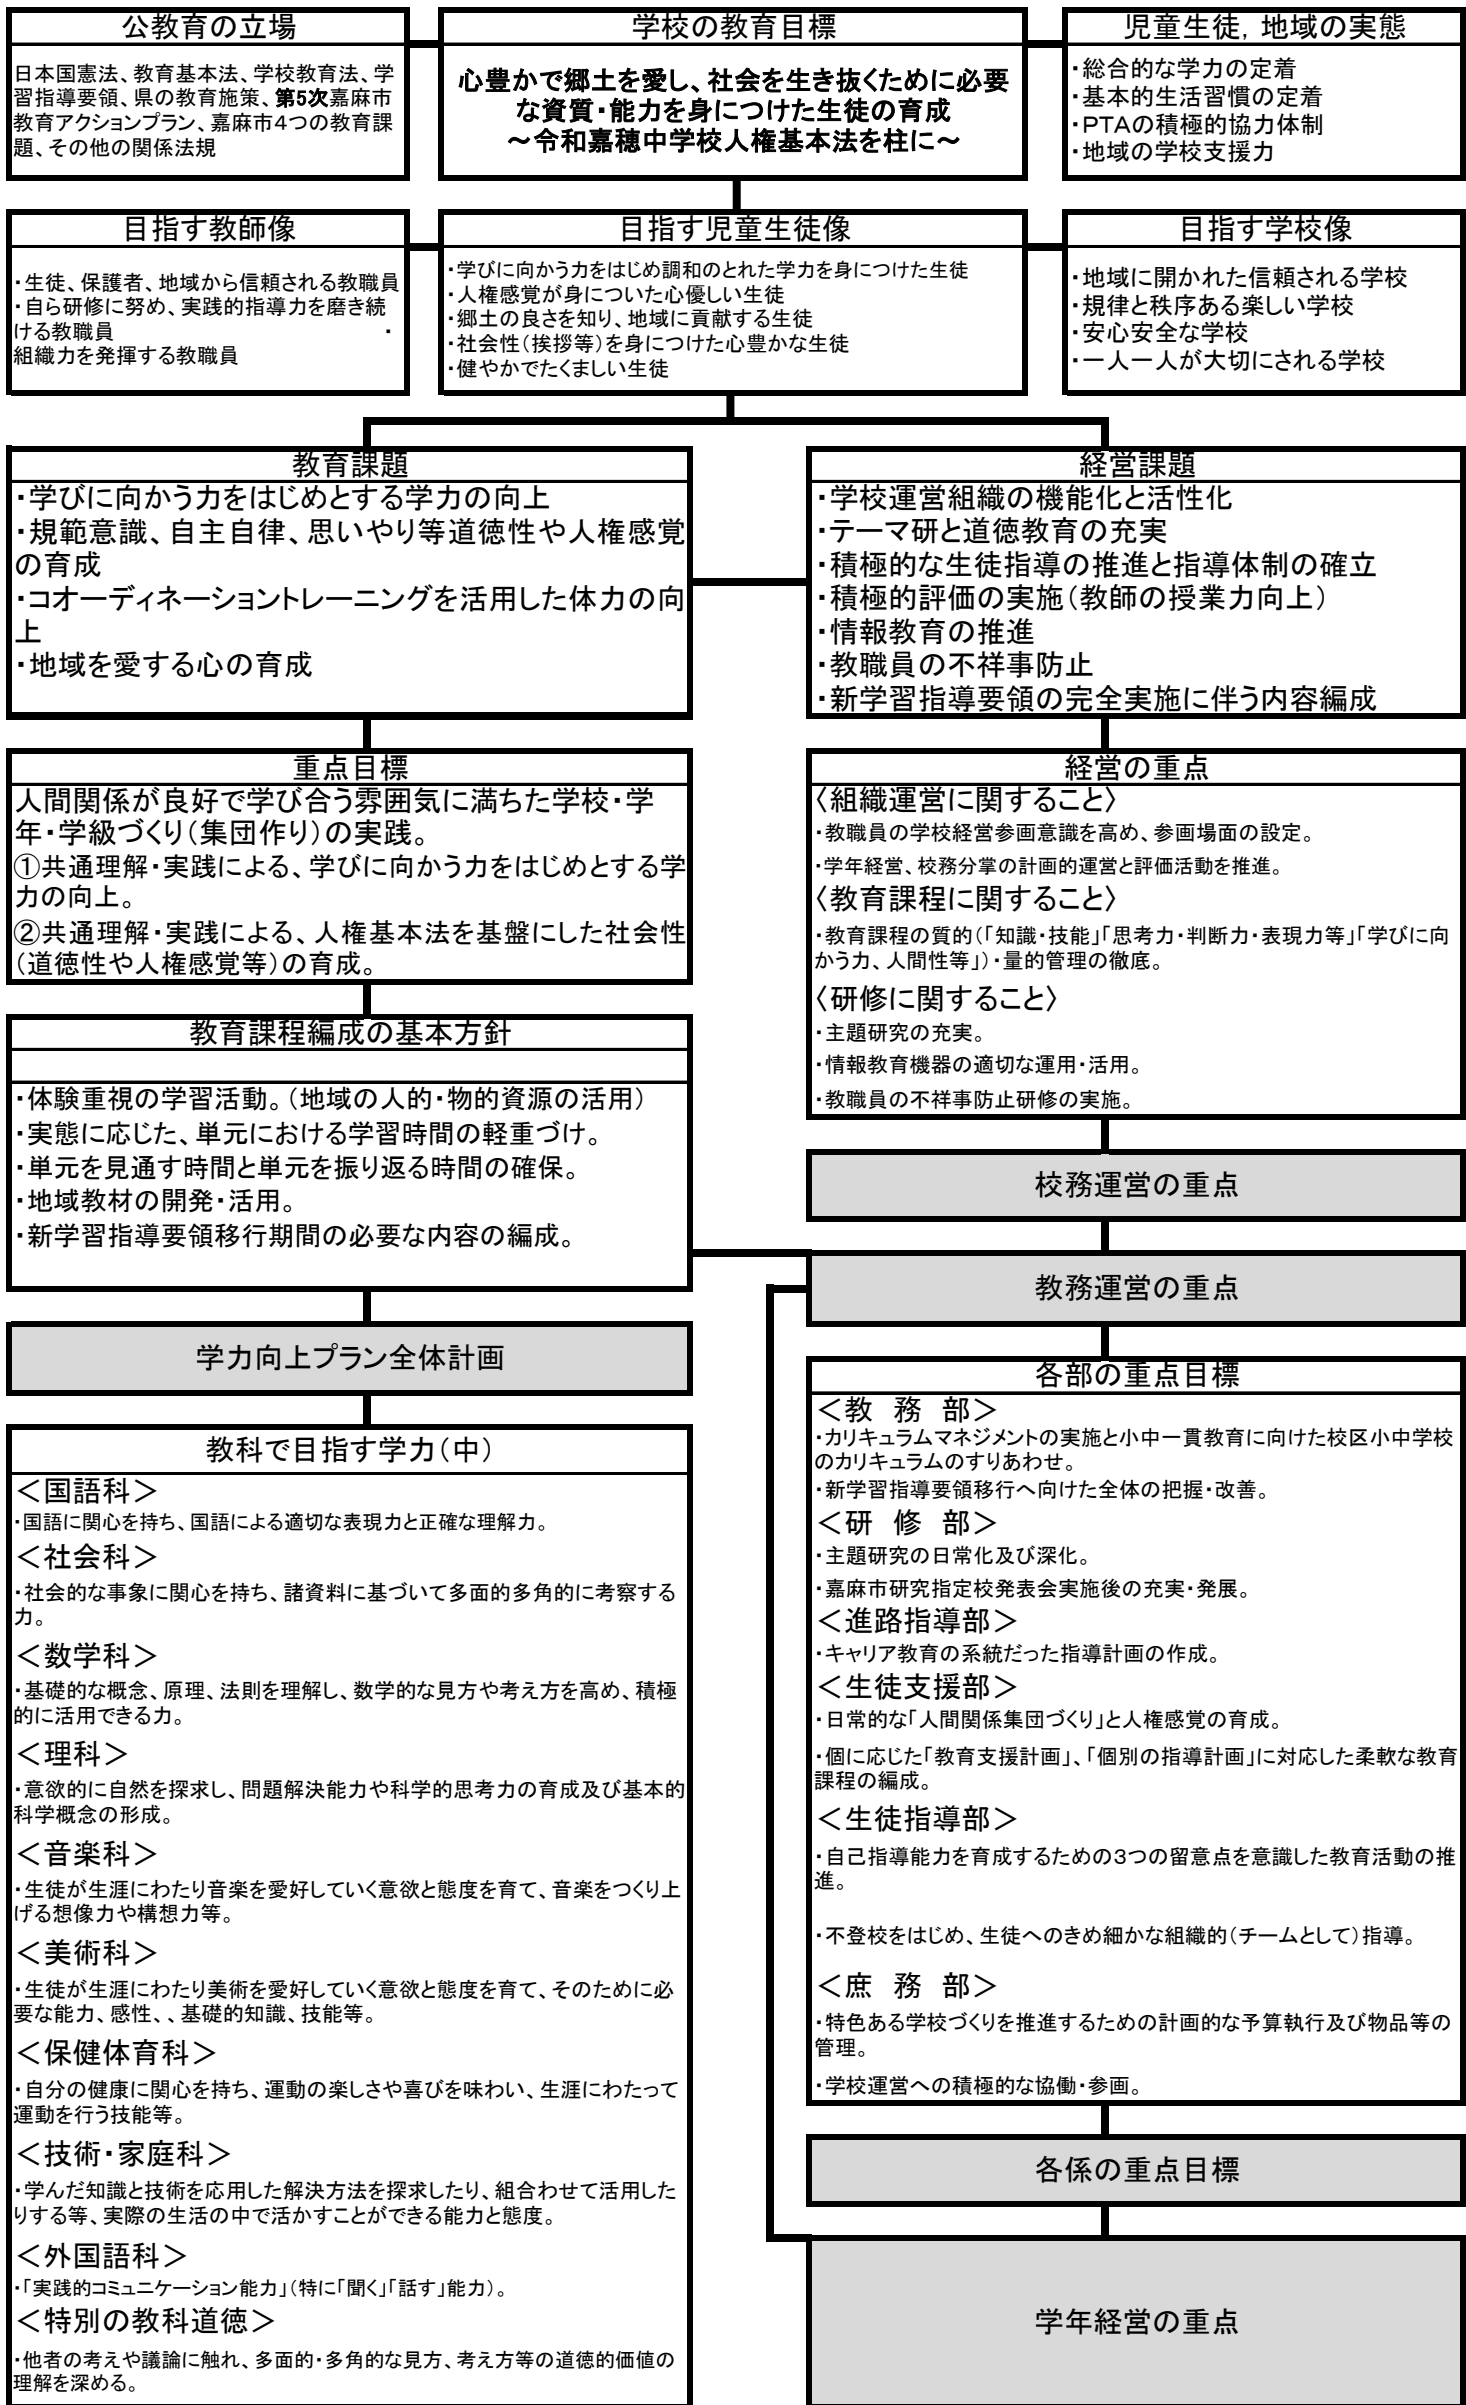 公教育の立場
日本国憲法、教育基本法、学校教育法、学
習指導要領、県の教育施策、第5次嘉麻市
教育アクションプラン、嘉麻市4つの教育課
題、その他の関係法規
学校の教育目標
心豊かで郷土を愛し、社会を生き抜くために必要
な資質・能力を身につけた生徒の育成
～令和嘉穂中学校人権基本法を柱に～
児童生徒，地域の実態
・総合的な学力の定着
・基本的生活習慣の定着
・PTAの積極的協力体制
・地域の学校支援力
目指す教師像
・生徒、保護者、地域から信頼される教職員
・自ら研修に努め、実践的指導力を磨き続
ける教職員　　　　　　　　　　　・
組織力を発揮する教職員
目指す児童生徒像
・学びに向かう力をはじめ調和のとれた学力を身につけた生徒
・人権感覚が身についた心優しい生徒
・郷土の良さを知り、地域に貢献する生徒
・社会性（挨拶等）を身につけた心豊かな生徒
・健やかでたくましい生徒
目指す学校像
・地域に開かれた信頼される学校
・規律と秩序ある楽しい学校
・安心安全な学校
・一人一人が大切にされる学校
教育課題
・学びに向かう力をはじめとする学力の向上
・規範意識、自主自律、思いやり等道徳性や人権感覚
の育成
・コオーディネーショントレーニングを活用した体力の向
上
・地域を愛する心の育成
経営課題
・学校運営組織の機能化と活性化
・テーマ研と道徳教育の充実
・積極的な生徒指導の推進と指導体制の確立
・積極的評価の実施（教師の授業力向上）
・情報教育の推進
・教職員の不祥事防止
・新学習指導要領の完全実施に伴う内容編成
重点目標
人間関係が良好で学び合う雰囲気に満ちた学校・学
年・学級づくり（集団作り）の実践。
①共通理解・実践による、学びに向かう力をはじめとする学
力の向上。
②共通理解・実践による、人権基本法を基盤にした社会性
（道徳性や人権感覚等）の育成。
経営の重点
〈組織運営に関すること〉
・教職員の学校経営参画意識を高め、参画場面の設定。
・学年経営、校務分掌の計画的運営と評価活動を推進。
〈教育課程に関すること〉
・教育課程の質的（「知識・技能」「思考力・判断力・表現力等」「学びに向
かう力、人間性等」）・量的管理の徹底。
〈研修に関すること〉
・主題研究の充実。
・情報教育機器の適切な運用・活用。
・教職員の不祥事防止研修の実施。
教育課程編成の基本方針
・体験重視の学習活動。（地域の人的・物的資源の活用）
・実態に応じた、単元における学習時間の軽重づけ。
・単元を見通す時間と単元を振り返る時間の確保。
・地域教材の開発・活用。
・新学習指導要領移行期間の必要な内容の編成。
校務運営の重点
教務運営の重点
学力向上プラン全体計画
教科で目指す学力（中）
＜国語科＞
・国語に関心を持ち、国語による適切な表現力と正確な理解力。
＜社会科＞
・社会的な事象に関心を持ち、諸資料に基づいて多面的多角的に考察する
力。
＜数学科＞
・基礎的な概念、原理、法則を理解し、数学的な見方や考え方を高め、積極
的に活用できる力。
＜理科＞
・意欲的に自然を探求し、問題解決能力や科学的思考力の育成及び基本的
科学概念の形成。
＜音楽科＞
・生徒が生涯にわたり音楽を愛好していく意欲と態度を育て、音楽をつくり上
げる想像力や構想力等。
＜美術科＞
・生徒が生涯にわたり美術を愛好していく意欲と態度を育て、そのために必
要な能力、感性、、基礎的知識、技能等。
＜保健体育科＞
・自分の健康に関心を持ち、運動の楽しさや喜びを味わい、生涯にわたって
運動を行う技能等。
＜技術・家庭科＞
・学んだ知識と技術を応用した解決方法を探求したり、組合わせて活用した
りする等、実際の生活の中で活かすことができる能力と態度。
＜外国語科＞
・「実践的コミュニケーション能力」（特に「聞く」「話す」能力）。
＜特別の教科道徳＞
・他者の考えや議論に触れ、多面的・多角的な見方、考え方等の道徳的価値の
理解を深める。
各部の重点目標
＜教　務　部＞
・カリキュラムマネジメントの実施と小中一貫教育に向けた校区小中学校
のカリキュラムのすりあわせ。
・新学習指導要領移行へ向けた全体の把握・改善。
＜研　修　部＞
・主題研究の日常化及び深化。
・嘉麻市研究指定校発表会実施後の充実・発展。
＜進路指導部＞
・キャリア教育の系統だった指導計画の作成。
＜生徒支援部＞
・日常的な「人間関係集団づくり」と人権感覚の育成。
・個に応じた「教育支援計画」、「個別の指導計画」に対応した柔軟な教育
課程の編成。
＜生徒指導部＞
・自己指導能力を育成するための3つの留意点を意識した教育活動の推
進。
・不登校をはじめ、生徒へのきめ細かな組織的（チームとして）指導。
＜庶　務　部＞
・特色ある学校づくりを推進するための計画的な予算執行及び物品等の
管理。
・学校運営への積極的な協働・参画。
各係の重点目標
学年経営の重点